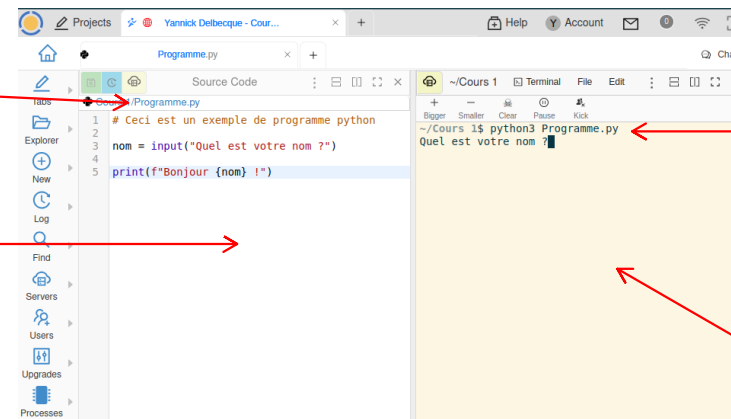 Projects Yannick Delbecque - Cour... × + Help Y Account 0
Programme.py × + Cha
Source Code × ~/Cours 1 Terminal File Edit
Tabs
Explorer
New
Log
Find
Servers
Users
Upgrades
Processes
/Programme.py
1 # Ceci est un exemple de programme python
2
3 nom = input("Quel est votre nom ?")
4
5 print(f"Bonjour {nom} !")
Bigger Smaller Clear Pause Kick
~/Cours 1$ python3 Programme.py
Quel est votre nom ?